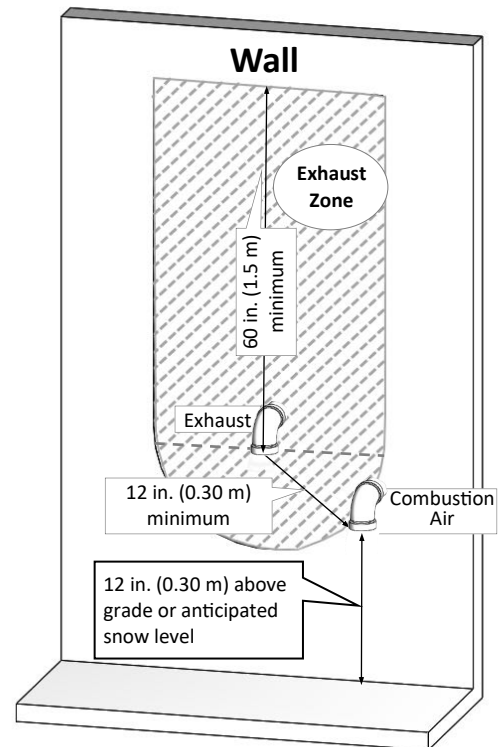 Wall
Exhaust
Zone
60 in. (1.5 m)
minimum
Exhaust
12 in. (0.30 m)
minimum
Combustion
Air
12 in. (0.30 m) above
grade or anticipated
snow level